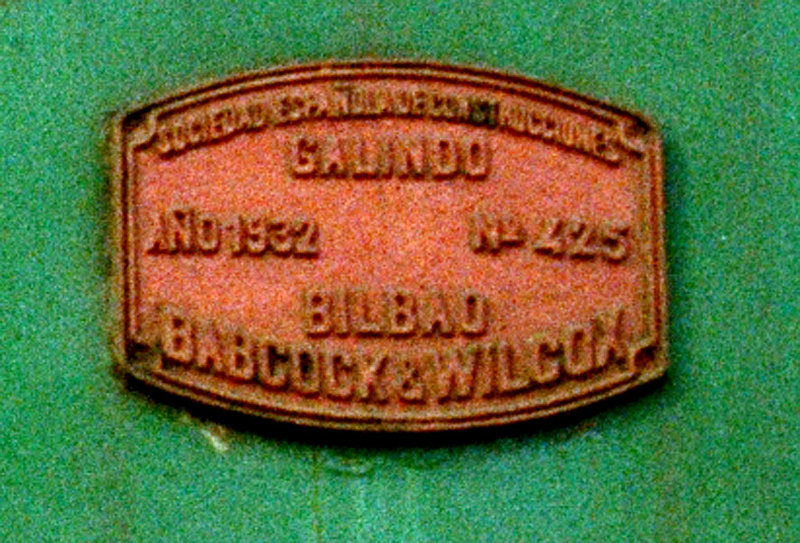 SOCIEDAD ESPAÑOLA DE CONSTRUCCIONES
GALINDO
AÑO 1932 No 425
BILBAO
BABCOCK & WILCOX